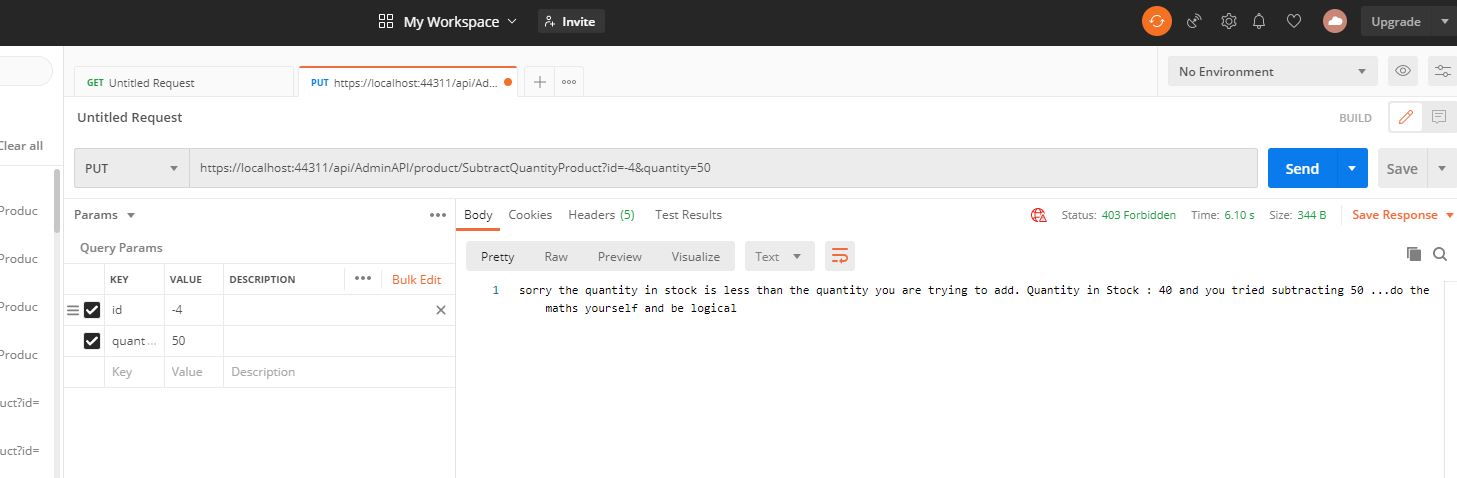 My Workspace Invite Upgrade
GET Untitled Request PUT https://localhost:44311/api/Ad... No Environment
Untitled Request BUILD
Clear all
PUT https://localhost:44311/api/AdminAPI/product/SubtractQuantityProduct?id=-4&quantity=50 Send Save
Produc
Params Body Cookies Headers (5) Test Results Status: 403 Forbidden Time: 6.10 s Size: 344 B Save Response
Query Params
Produc
Pretty Raw Preview Visualize Text
KEY VALUE DESCRIPTION Bulk Edit
1 sorry the quantity in stock is less than the quantity you are trying to add. Quantity in Stock : 40 and you tried subtracting 50 ...do the
maths yourself and be logical
Produc
id -4
quant... 50
Produc
Key Value Description
uct?id=
uct?id=